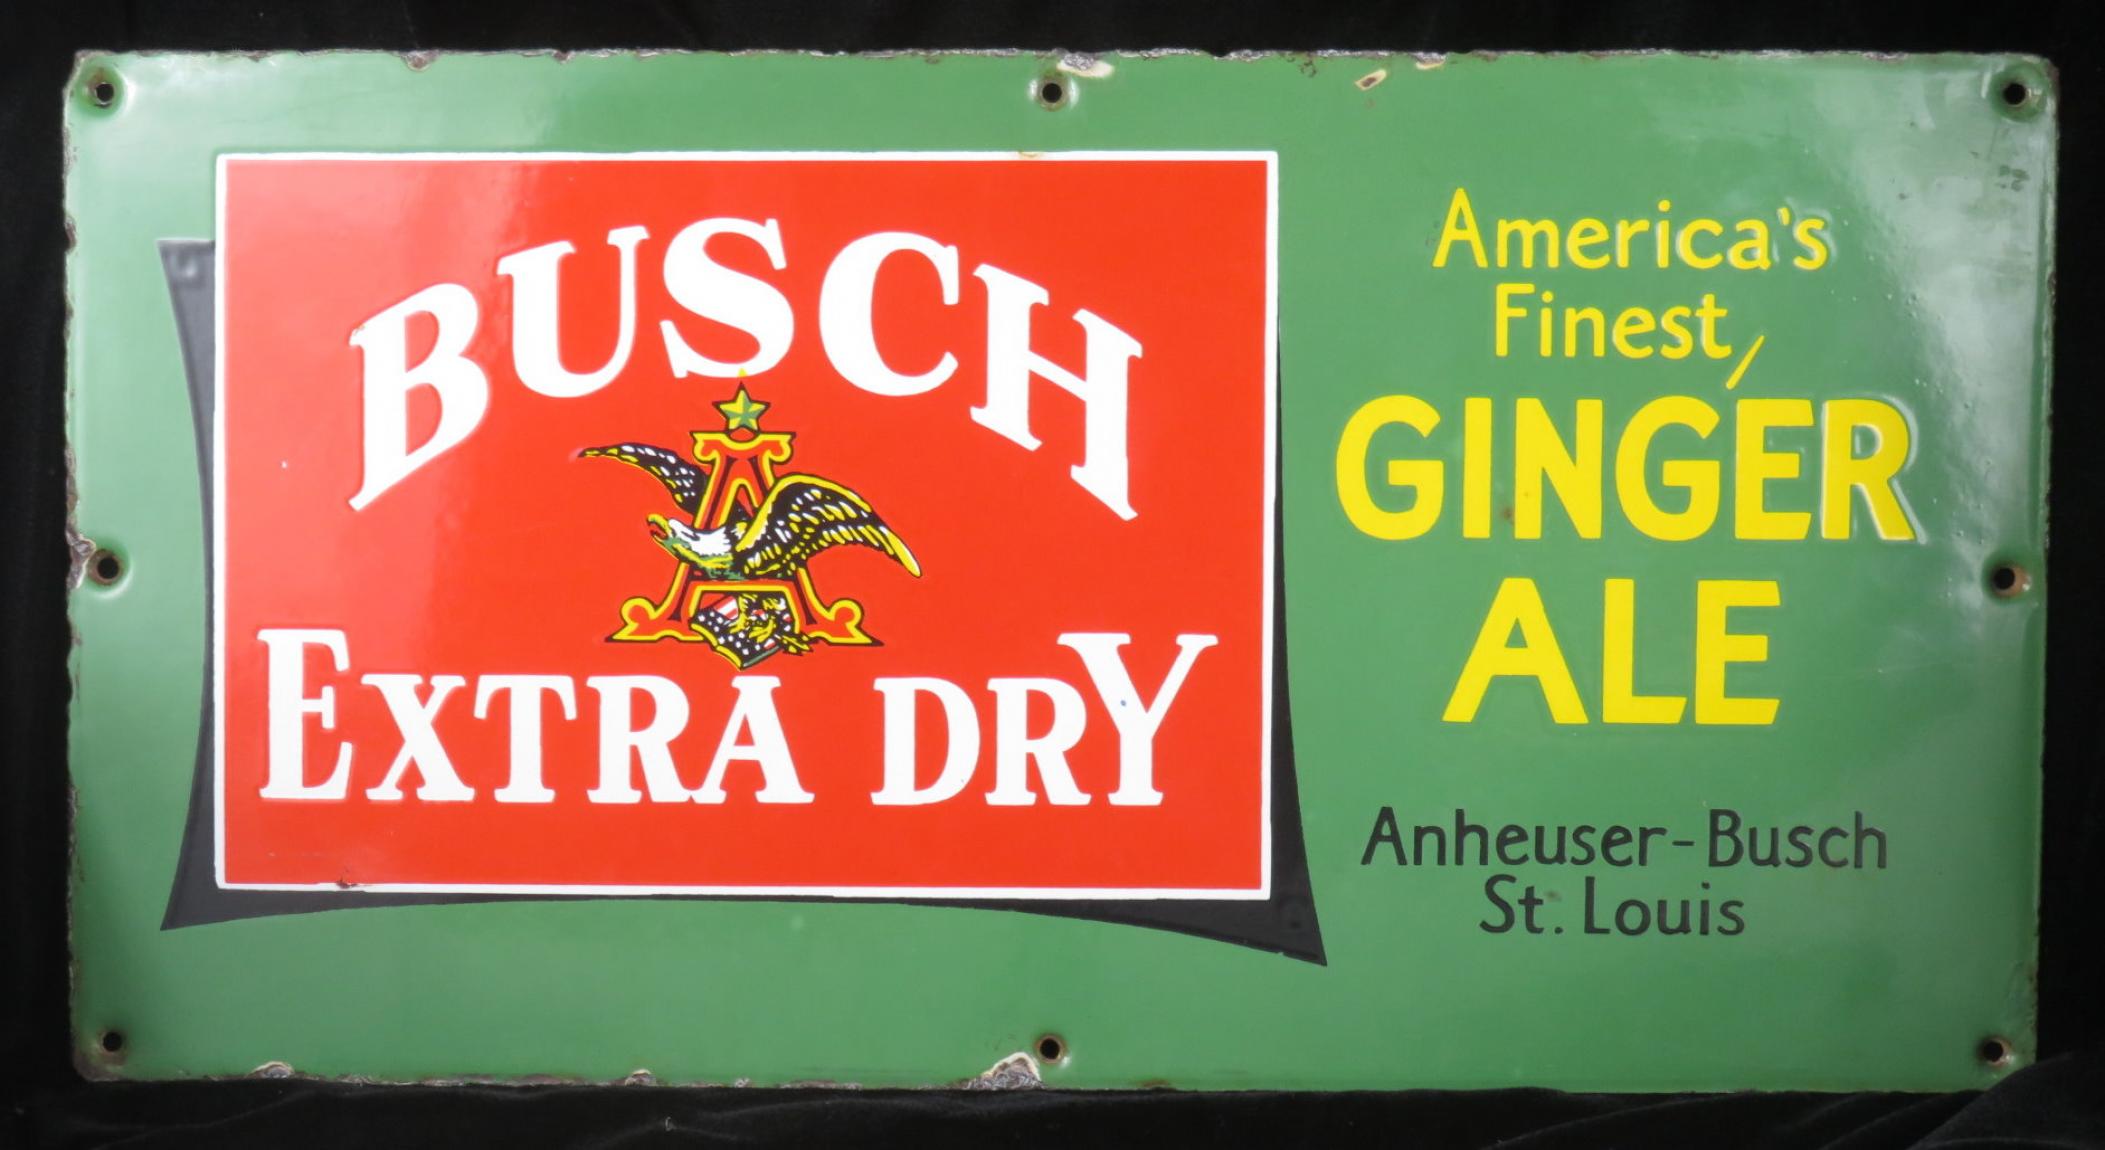 BUSCH
A
EXTRA DRY
America's
Finest
GINGER
ALE
Anheuser-Busch
St. Louis